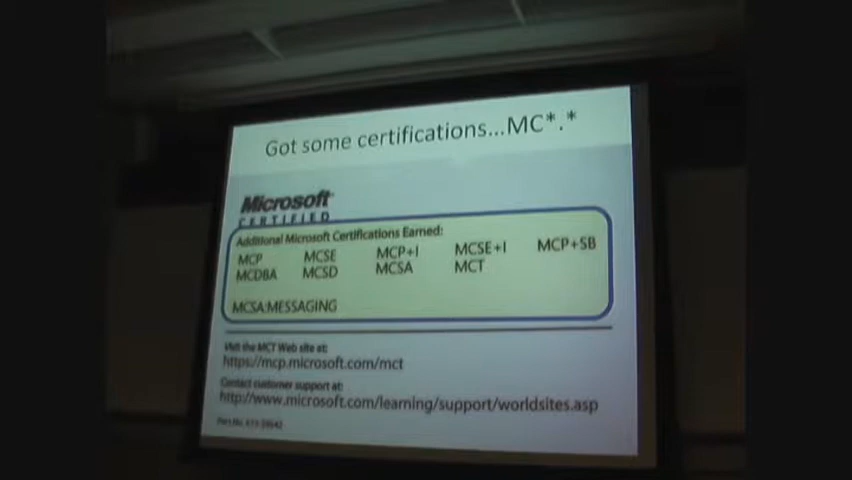 Got some certifications...MC*.*
Microsoft
CERTIFIED
Additional Microsoft Certifications Earned:
MCP MCSE MCP+I MCSE+I MCP+SB
MCDBA MCSD MCSA MCT
MCSA:MESSAGING
Visit the MCT Web site at:
https://mcp.microsoft.com/mct
Contact customer support at:
http://www.microsoft.com/learning/support/worldsites.asp